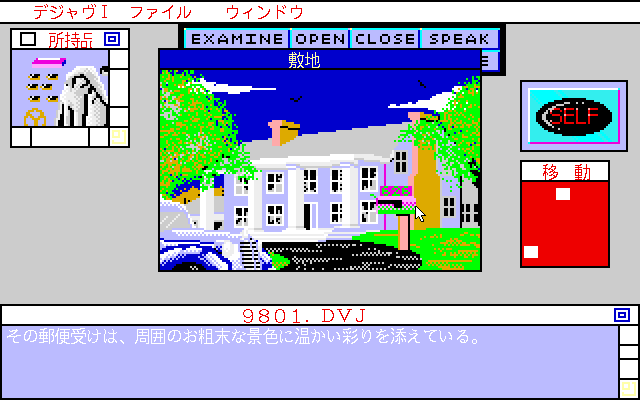 デジャヴⅠ ファイル ウィンドウ
所持品
EXAMINE OPEN CLOSE SPEAK
E
敷地
SELF
626
移 動
9801.DVJ
その郵便受けは、周囲のお粗末な景色に温かい彩りを添えている。